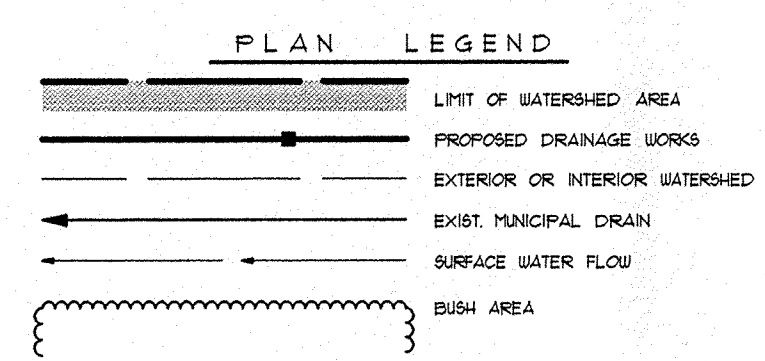 PLAN LEGEND
LIMIT OF WATERSHED AREA
PROPOSED DRAINAGE WORKS
EXTERIOR OR INTERIOR WATERSHED
EXIST. MUNICIPAL DRAIN
SURFACE WATER FLOW
BUSH AREA